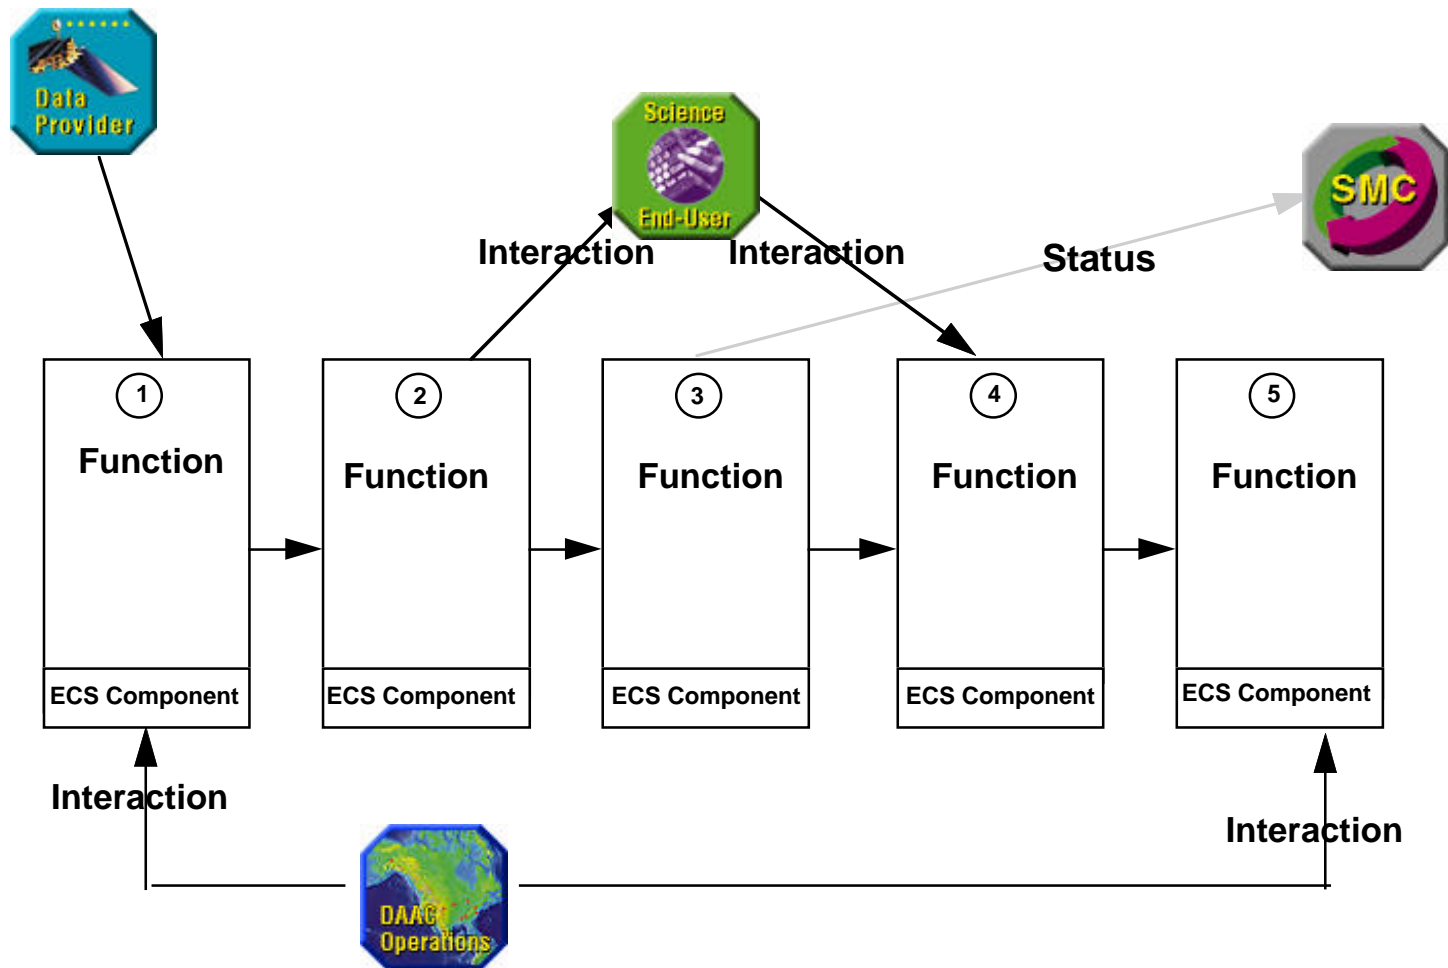 Data
Provider
Science
End-User
SMC
Interaction
Interaction
Status
1
2
3
4
5
Function
Function
Function
Function
Function
ECS Component
ECS Component
ECS Component
ECS Component
ECS Component
Interaction
Interaction
DAAC
Operations